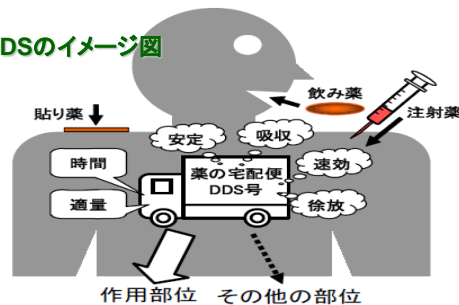 DSのイメージ図
飲み薬
貼り薬
注射薬
安定
吸収
時間
速効
薬の宅配便
DDS号
適量
徐放
作用部位
その他の部位